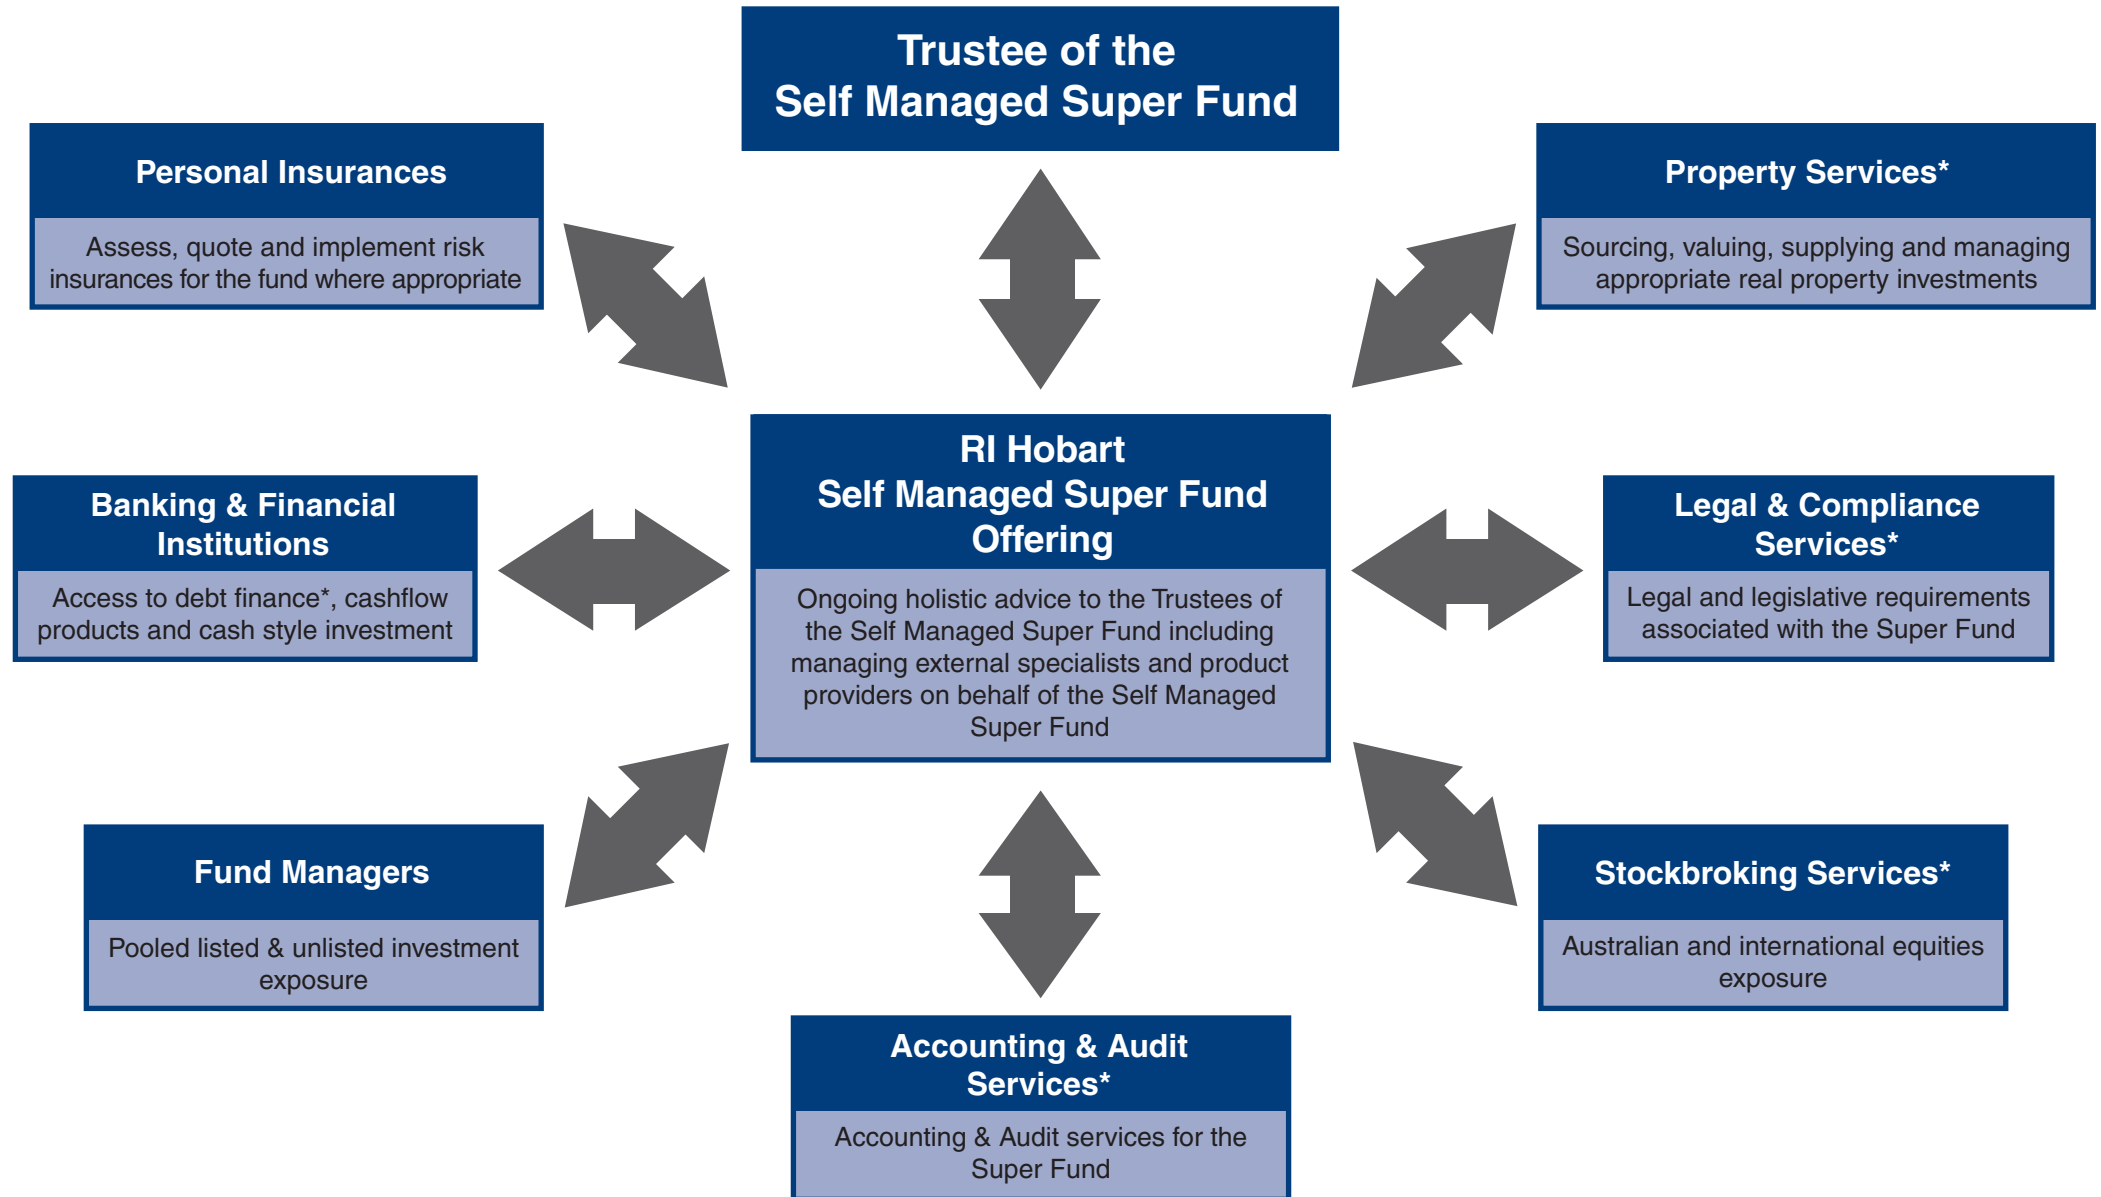 Trustee of the
Self Managed Super Fund
Personal Insurances
Assess, quote and implement risk
insurances for the fund where appropriate
Property Services*
Sourcing, valuing, supplying and managing
appropriate real property investments
RI Hobart
Self Managed Super Fund
Offering
Ongoing holistic advice to the Trustees of
the Self Managed Super Fund including
managing external specialists and product
providers on behalf of the Self Managed
Super Fund
Banking & Financial
Institutions
Access to debt finance*, cashflow
products and cash style investment
Legal & Compliance
Services*
Legal and legislative requirements
associated with the Super Fund
Fund Managers
Pooled listed & unlisted investment
exposure
Stockbroking Services*
Australian and international equities
exposure
Accounting & Audit
Services*
Accounting & Audit services for the
Super Fund